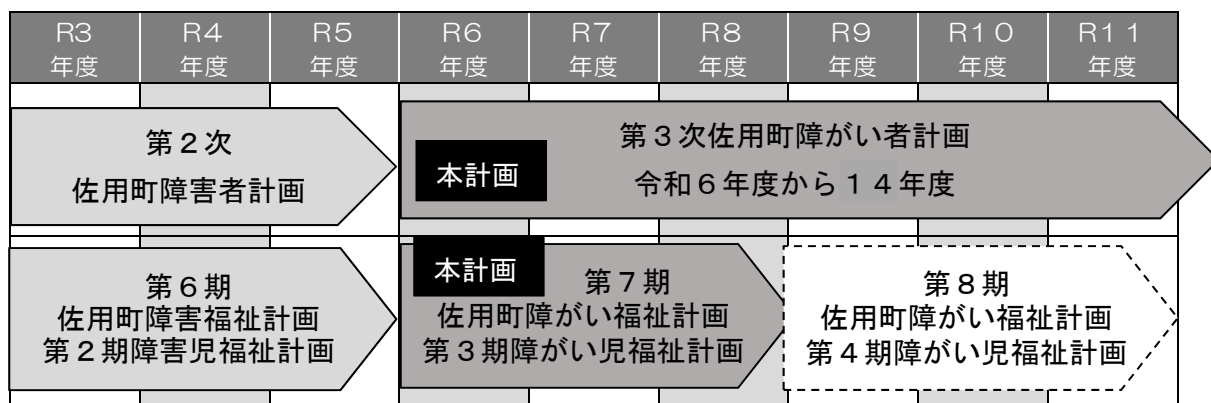 R3
年度
R4
年度
R5
年度
R6
年度
R7
年度
R8
年度
R9
年度
R10
年度
R11
年度
第2次
佐用町障害者計画
本計画
第3次佐用町障がい者計画
令和6年度から14年度
第6期
佐用町障害福祉計画
第2期障害児福祉計画
本計画
第7期
佐用町障がい福祉計画
第3期障がい児福祉計画
第8期
佐用町障がい福祉計画
第4期障がい児福祉計画